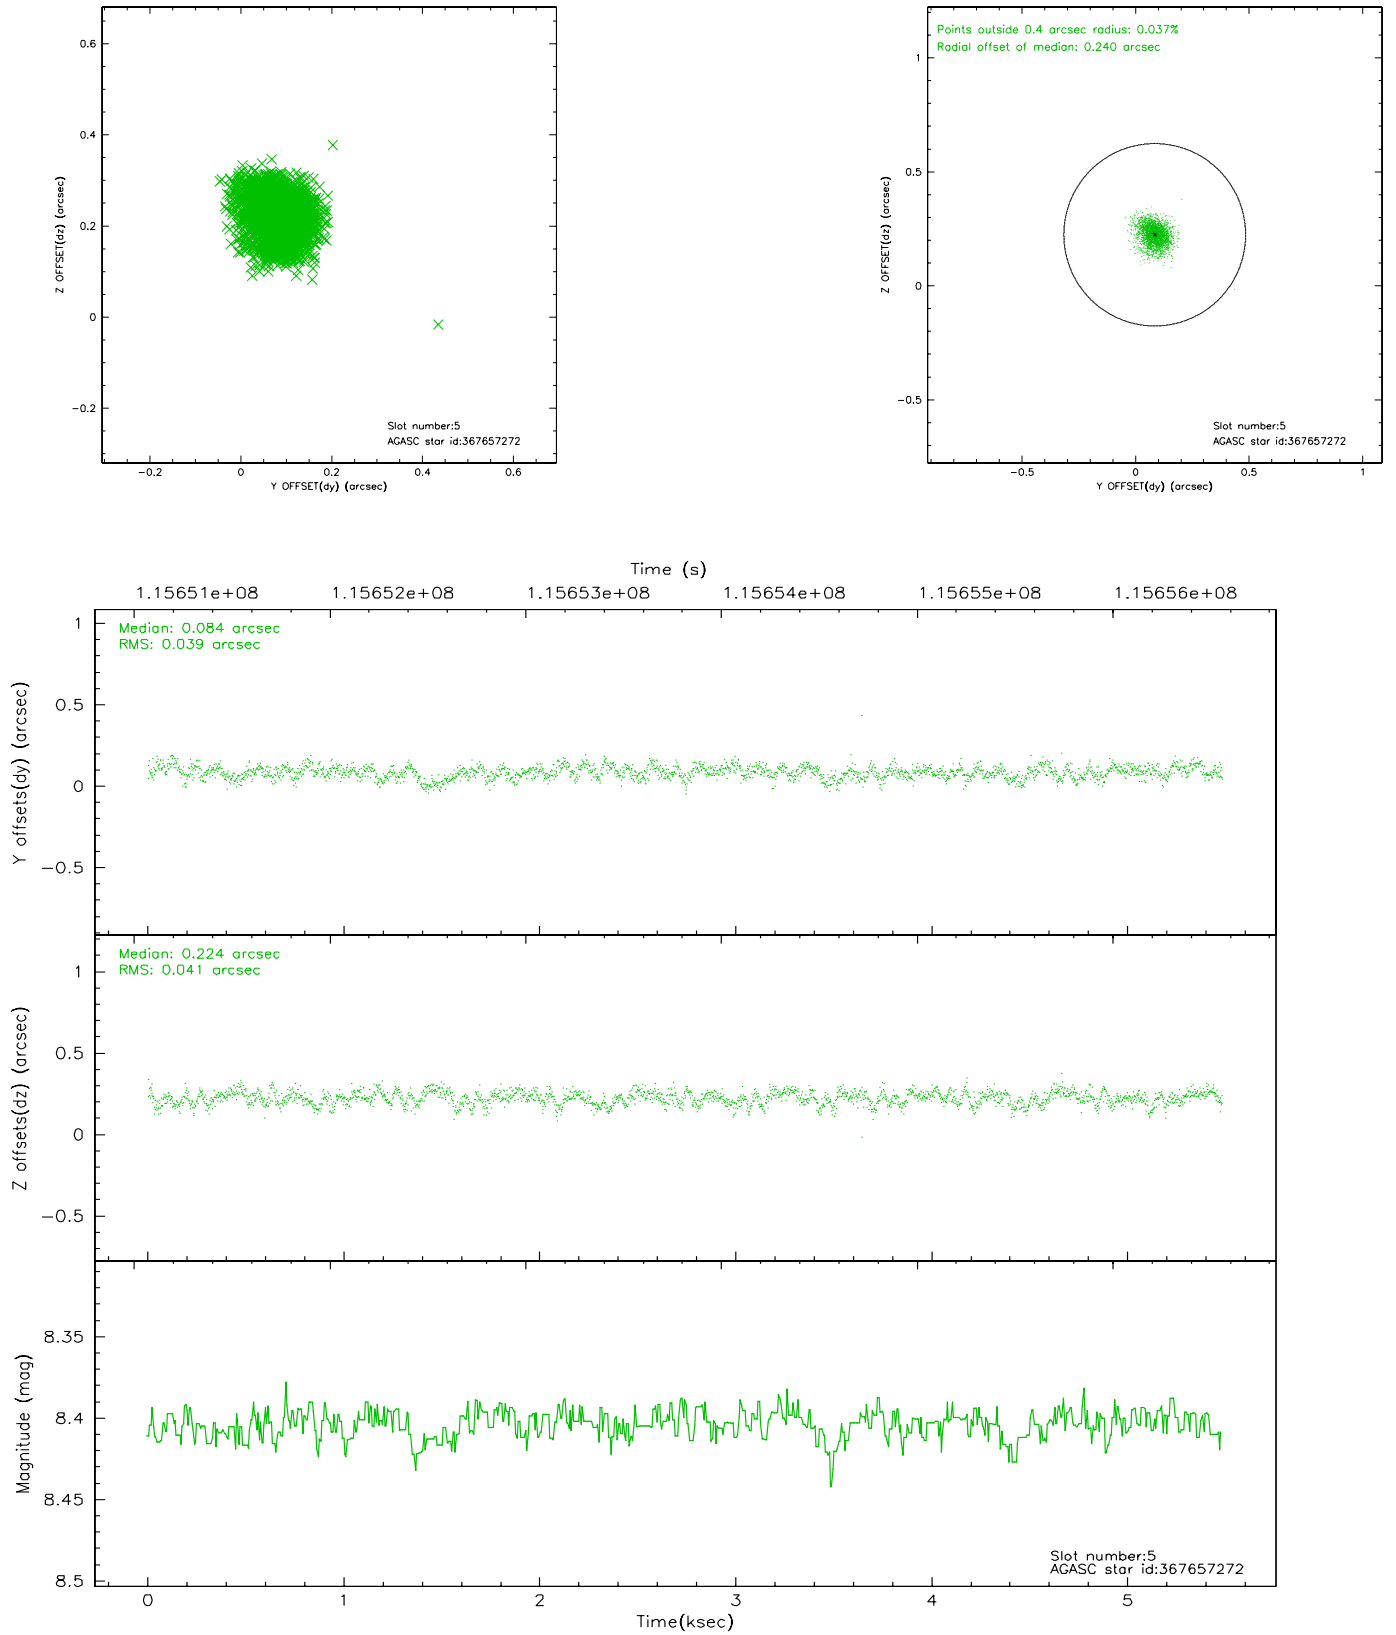 0.6
0.4
0.2
0
−0.2
Z OFFSET(dz) (arcsec)
Slot number:5
AGASC star id:367657272
−0.2 0 0.2 0.4 0.6
Y OFFSET(dy) (arcsec)
Points outside 0.4 arcsec radius: 0.037%
Radial offset of median: 0.240 arcsec
1
0.5
0
−0.5
Z OFFSET(dz) (arcsec)
Slot number:5
AGASC star id:367657272
−0.5 0 0.5 1
Y OFFSET(dy) (arcsec)
Time (s)
1.15651e+08 1.15652e+08 1.15653e+08 1.15654e+08 1.15655e+08 1.15656e+08
Median: 0.084 arcsec
RMS: 0.039 arcsec
1
0.5
0
−0.5
Y offsets(dy) (arcsec)
Median: 0.224 arcsec
RMS: 0.041 arcsec
1
0.5
0
−0.5
Z offsets(dz) (arcsec)
8.35
8.4
8.45
8.5
Magnitude (mag)
Slot number:5
AGASC star id:367657272
0 1 2 3 4 5
Time(ksec)